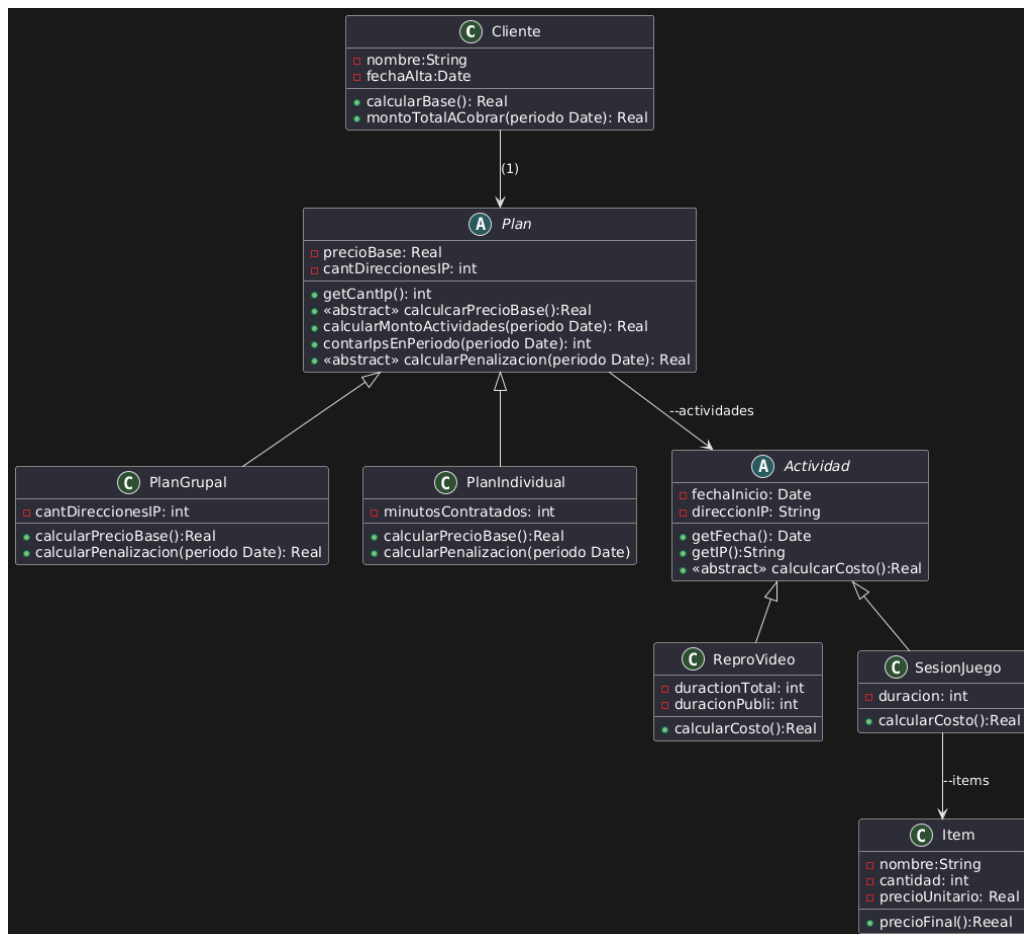 C Cliente
nombre:String
fechaAlta:Date
calcularBase(): Real
montoTotalACobrar(periodo Date): Real
(1)
A Plan
precioBase: Real
cantDireccionesIP: int
getCantIp(): int
«abstract» calculcarPrecioBase():Real
calcularMontoActividades(periodo Date): Real
contarIpsEnPeriodo(periodo Date): int
«abstract» calcularPenalizacion(periodo Date): Real
--actividades
C PlanGrupal
cantDireccionesIP: int
calcularPrecioBase():Real
calcularPenalizacion(periodo Date): Real
C PlanIndividual
minutosContratados: int
calcularPrecioBase():Real
calcularPenalizacion(periodo Date)
A Actividad
fechaInicio: Date
direccionIP: String
getFecha(): Date
getIP():String
«abstract» calculcarCosto():Real
C ReproVideo
duractionTotal: int
duracionPubli: int
calcularCosto():Real
C SesionJuego
duracion: int
calcularCosto():Real
--items
C Item
nombre:String
cantidad: int
precioUnitario: Real
precioFinal():Reeal